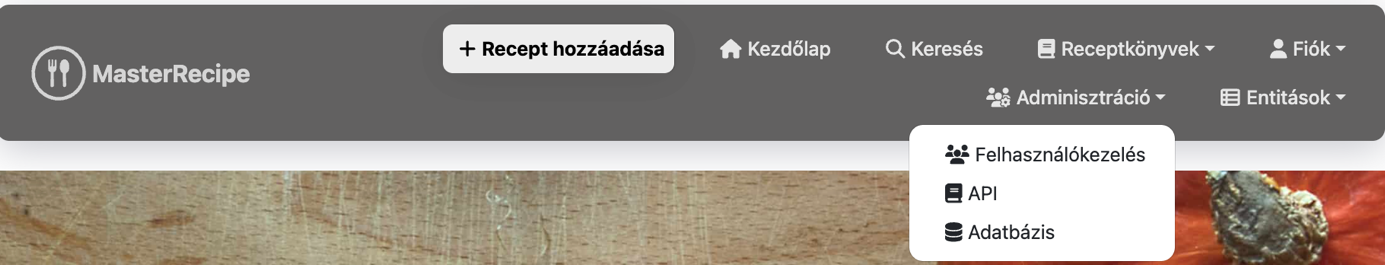 MasterRecipe
Recept hozzáadása
Kezdőlap
Keresés
Receptkönyvek
Fiók
Adminisztráció
Entitások
Felhasználókezelés
API
Adatbázis